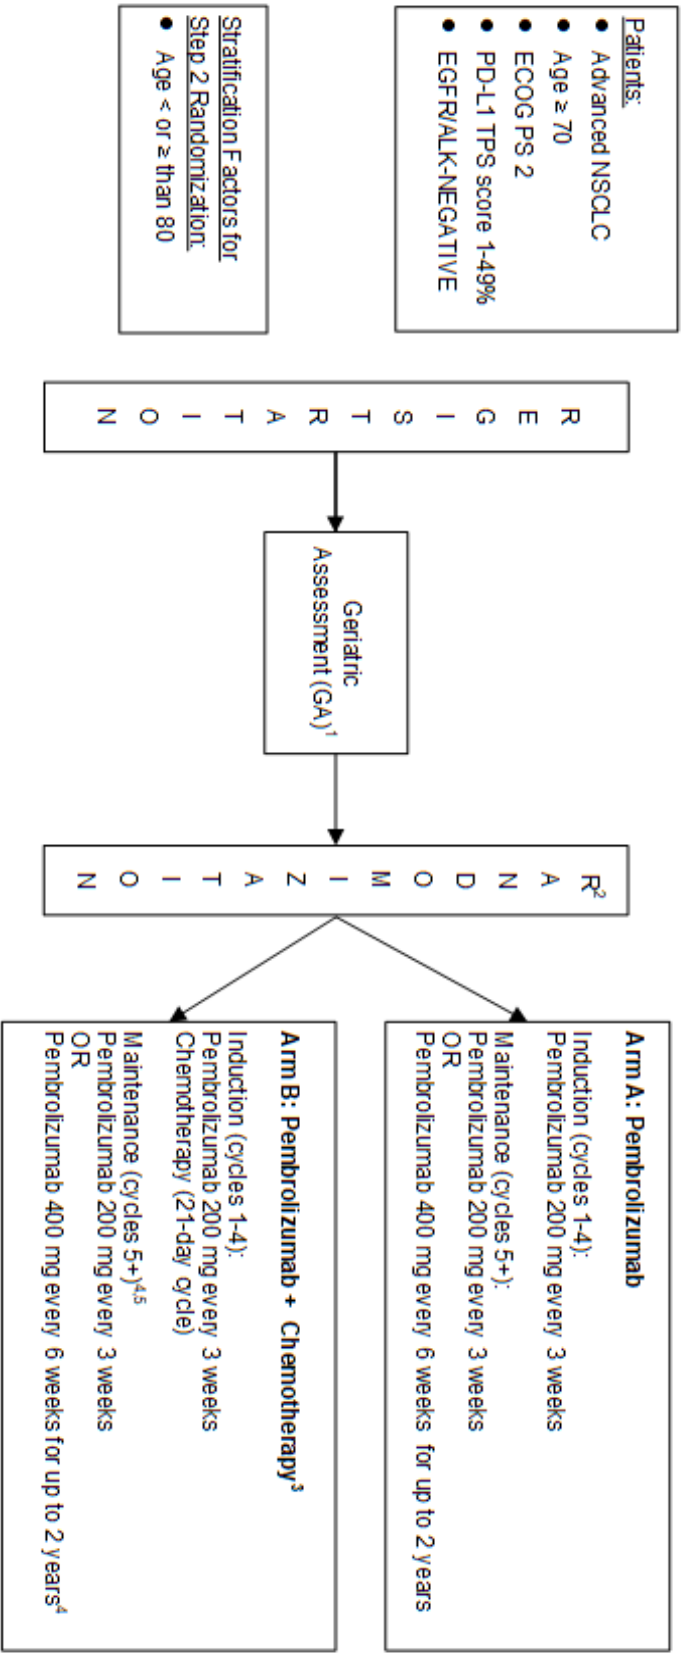 Patients:
● Advanced NSCLC
● Age ≥ 70
● ECOG PS 2
● PD-L1 TPS score 1-49%
● EGFR/ALK-NEGATIVE
Stratification Factors for
Step 2 Randomization:
● Age < or ≥ than 80
R E G I S T R A T I O N
Geriatric
Assessment (GA)¹
R² A N D O M I Z A T I O N
Arm A: Pembrolizumab
Induction (cycles 1-4):
Pembrolizumab 200 mg every 3 weeks
Maintenance (cycles 5+):
Pembrolizumab 200 mg every 3 weeks
OR
Pembrolizumab 400 mg every 6 weeks for up to 2 years
Arm B: Pembrolizumab + Chemotherapy³
Induction (cycles 1-4):
Pembrolizumab 200 mg every 3 weeks
Chemotherapy (21-day cycle)
Maintenance (cycles 5+)⁴,⁵
Pembrolizumab 200 mg every 3 weeks
OR
Pembrolizumab 400 mg every 6 weeks for up to 2 years⁴